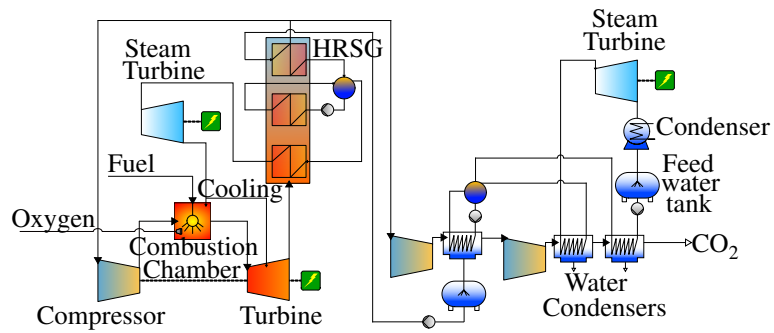 Steam
Turbine
HRSG
Steam
Turbine
Condenser
Fuel
Cooling
Feed
water
tank
Oxygen
Combustion
Chamber
CO2
Compressor
Turbine
Water
Condensers